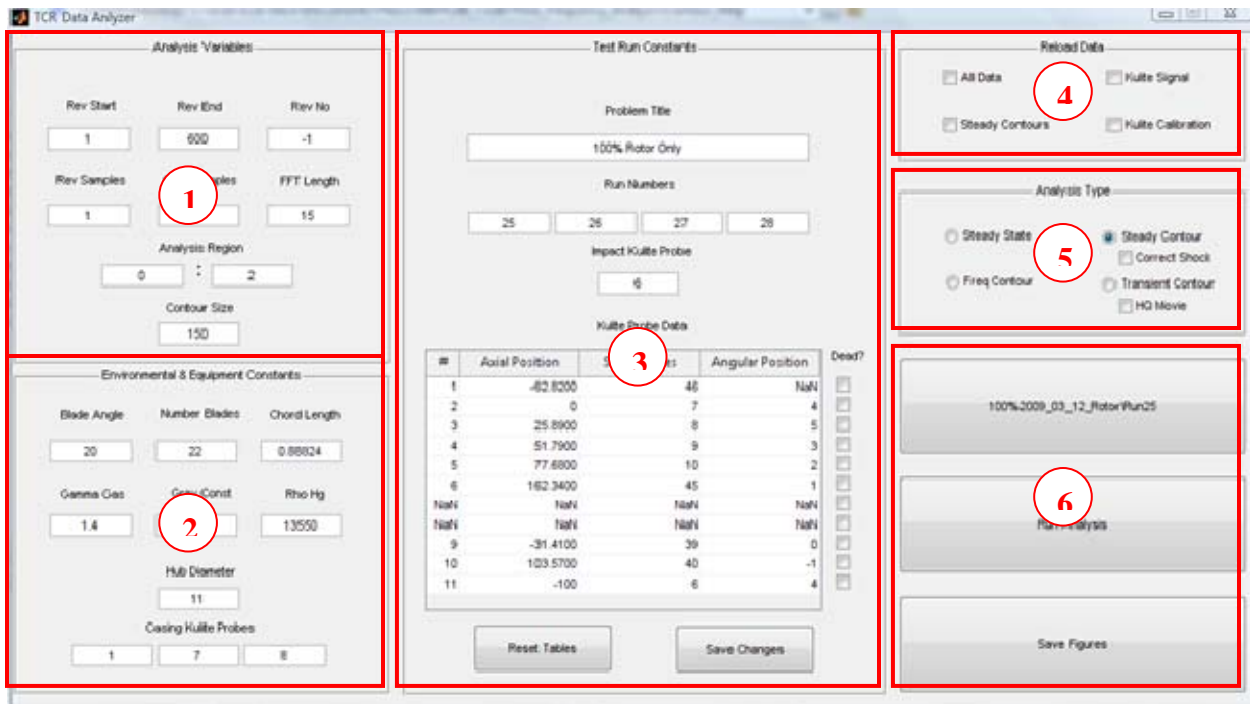 TCR Data Anlyzer
Analysis Variables
Rev Start Rev End Rev No
1 600 -1
Rev Samples FFT Length
1 15
Analysis Region
0 : 2
Contour Size
150
1
Environmental & Equipment Constants
Blade Angle Number Blades Chord Length
20 22 0.88824
Gamma Gas Grav Const Rho Hg
1.4 13550
Hub Diameter
11
Casing Kulite Probes
1 7 8
2
Test Run Constants
Problem Title
100% Rotor Only
Run Numbers
25 26 27 28
Impact Kulite Probe
6
Kulite Probe Data
# Axial Position Angular Position Dead?
1 -62.8200 46 NaN
2 0 7 4
3 25.8900 8 5
4 51.7900 9 3
5 77.6800 10 2
6 162.3400 45 1
NaN NaN NaN NaN
NaN NaN NaN NaN
9 -31.4100 39 0
10 103.5700 40 -1
11 -100 6 4
Reset Tables Save Changes
3
Reload Data
All Data Kulite Signal
Steady Contours Kulite Calibration
4
Analysis Type
Steady State Steady Contour
Correct Shock
Freq Contour Transient Contour
HQ Movie
5
100%\2009_03_12_Rotor\Run25
Run Analysis
Save Figures
6